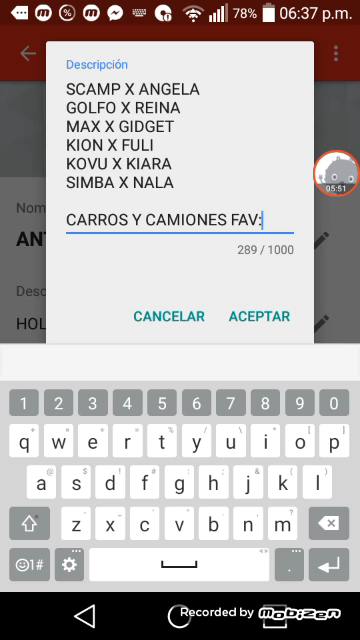 78% 06:37 p.m.
Descripción
SCAMP X ANGELA
GOLFO X REINA
MAX X GIDGET
KION X FULI
KOVU X KIARA
SIMBA X NALA
CARROS Y CAMIONES FAV:
289 / 1000
CANCELAR ACEPTAR
05:51
Nom
ANT
Desc
HOL
1 2 3 4 5 6 7 8 9 0
q w e r t y u i o p
a s d f g h j k l
z x c v b n m
☺1# .
Recorded by Mobizen